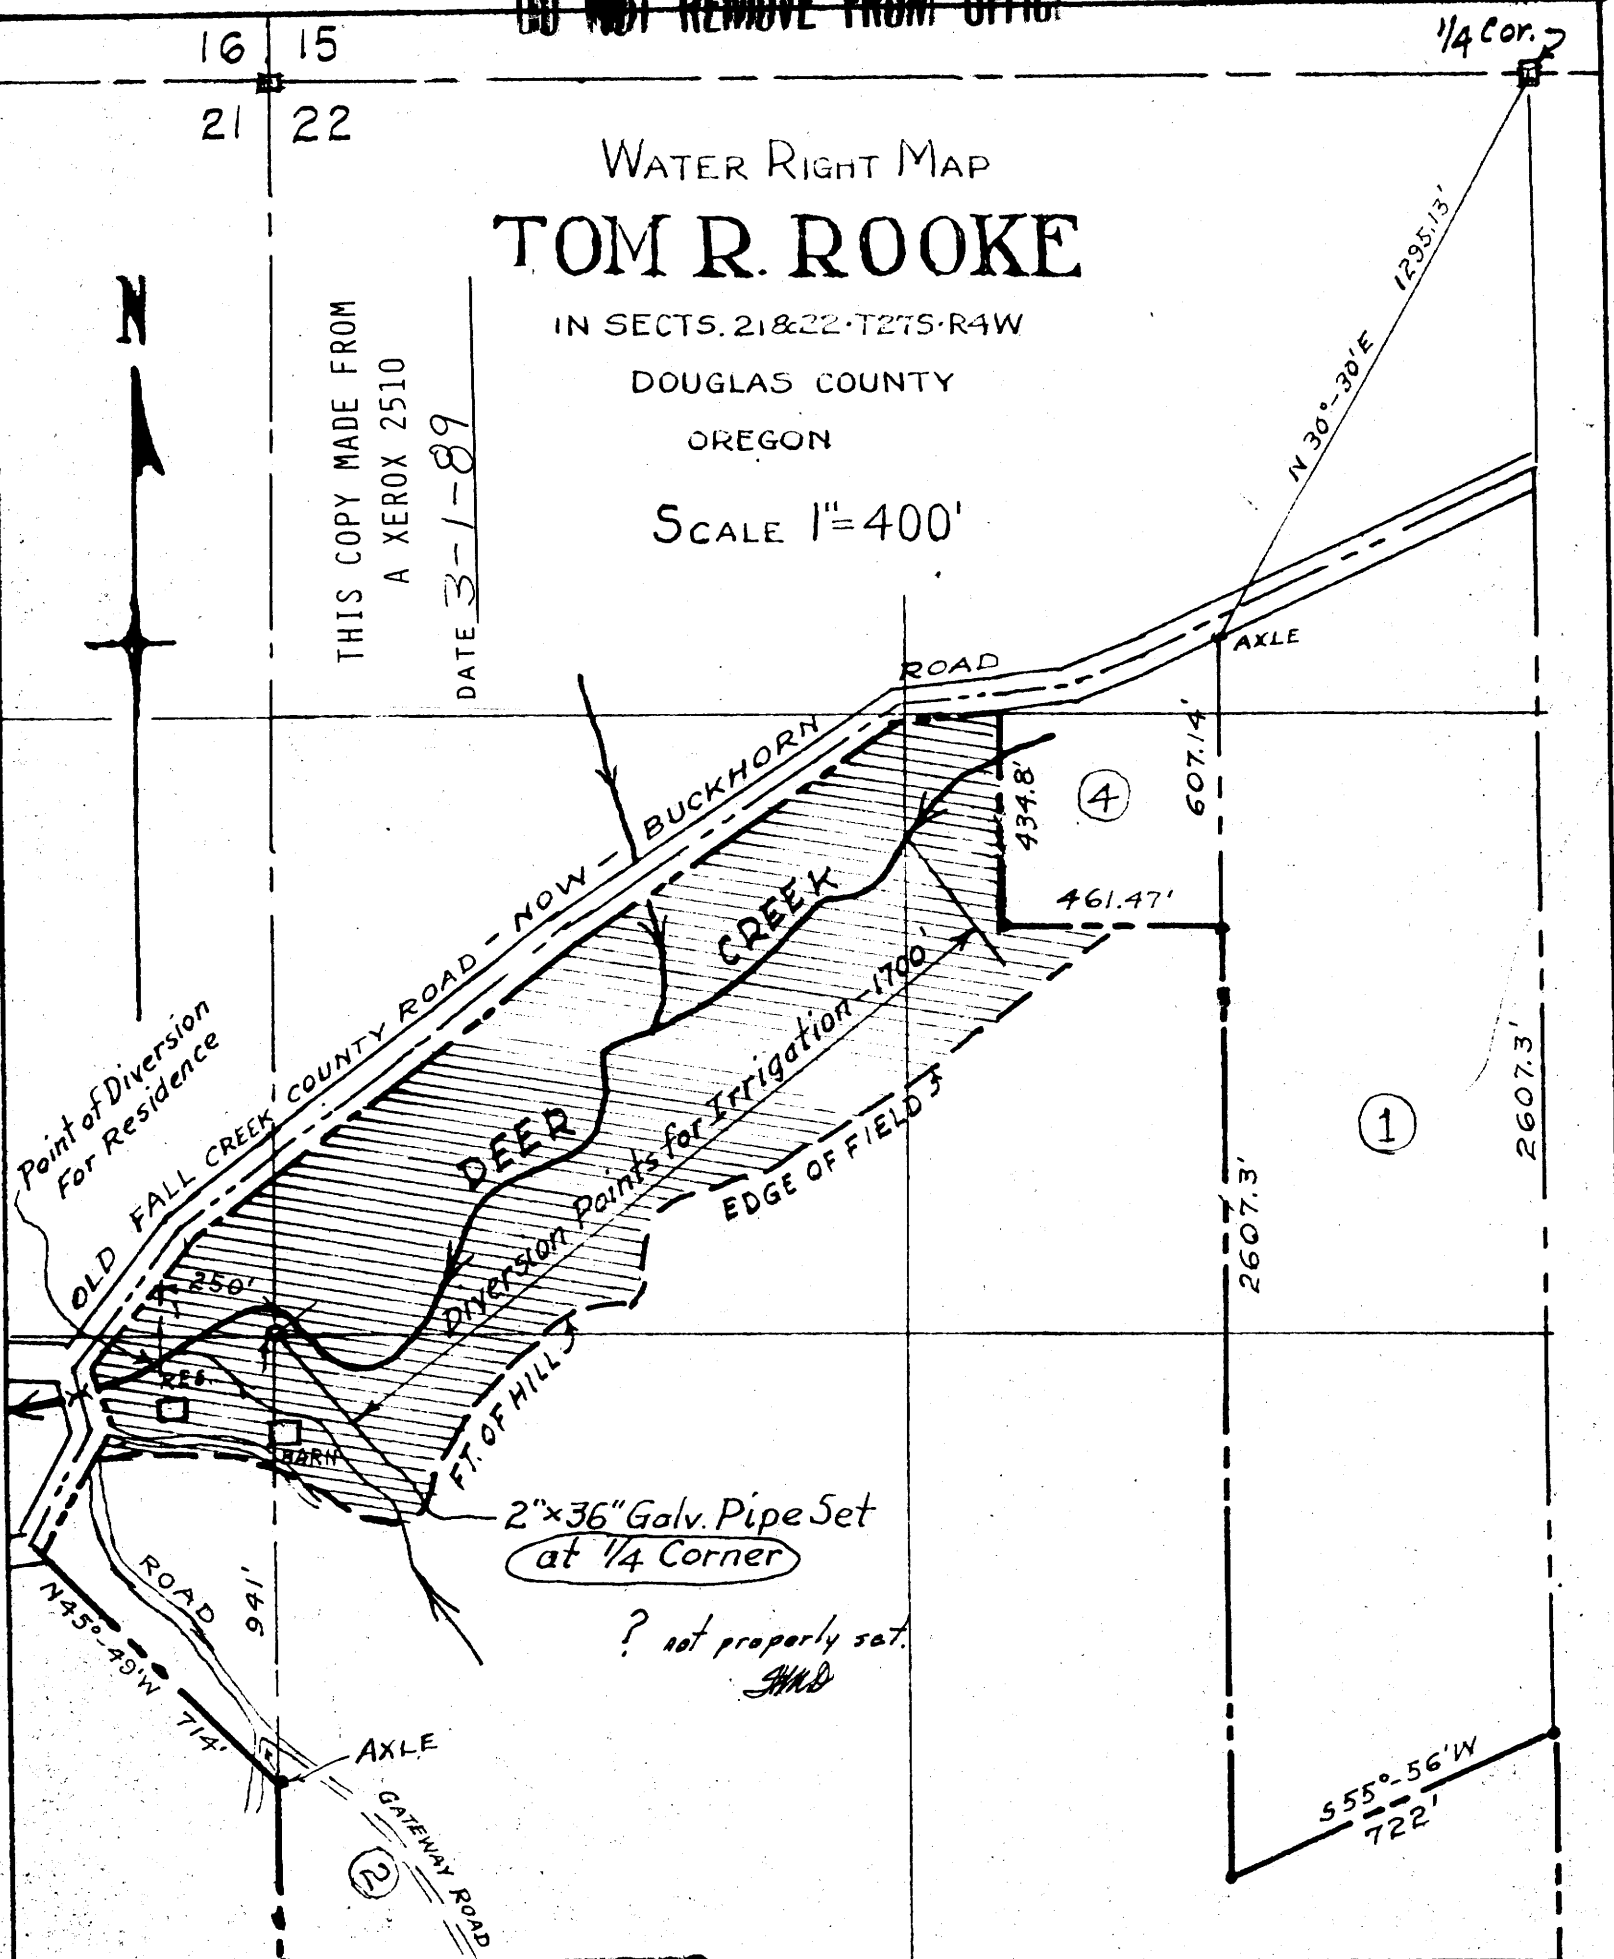 DO NOT REMOVE FROM OFFICE
16 15
21 22
1/4 Cor.
WATER RIGHT MAP
TOM R. ROOKE
IN SECTS. 21&22·T27S·R4W
DOUGLAS COUNTY
OREGON
SCALE 1"=400'
N
THIS COPY MADE FROM
A XEROX 2510
DATE 3-1-89
1295.13'
N 30°-30'E
AXLE
607.14'
434.8'
4
461.47'
OLD FALL CREEK COUNTY ROAD - NOW - BUCKHORN ROAD
DEER CREEK
Diversion Points for Irrigation-1700'
EDGE OF FIELD
FT. OF HILL
Point of Diversion
For Residence
250'
RES.
BARN
1
2607.3'
2607.3'
2"x36" Galv. Pipe Set
at 1/4 Corner
? not properly set.
ROAD
941'
N45°-49'W
714'
AXLE
GATEWAY ROAD
2
S55°-56'W
722'